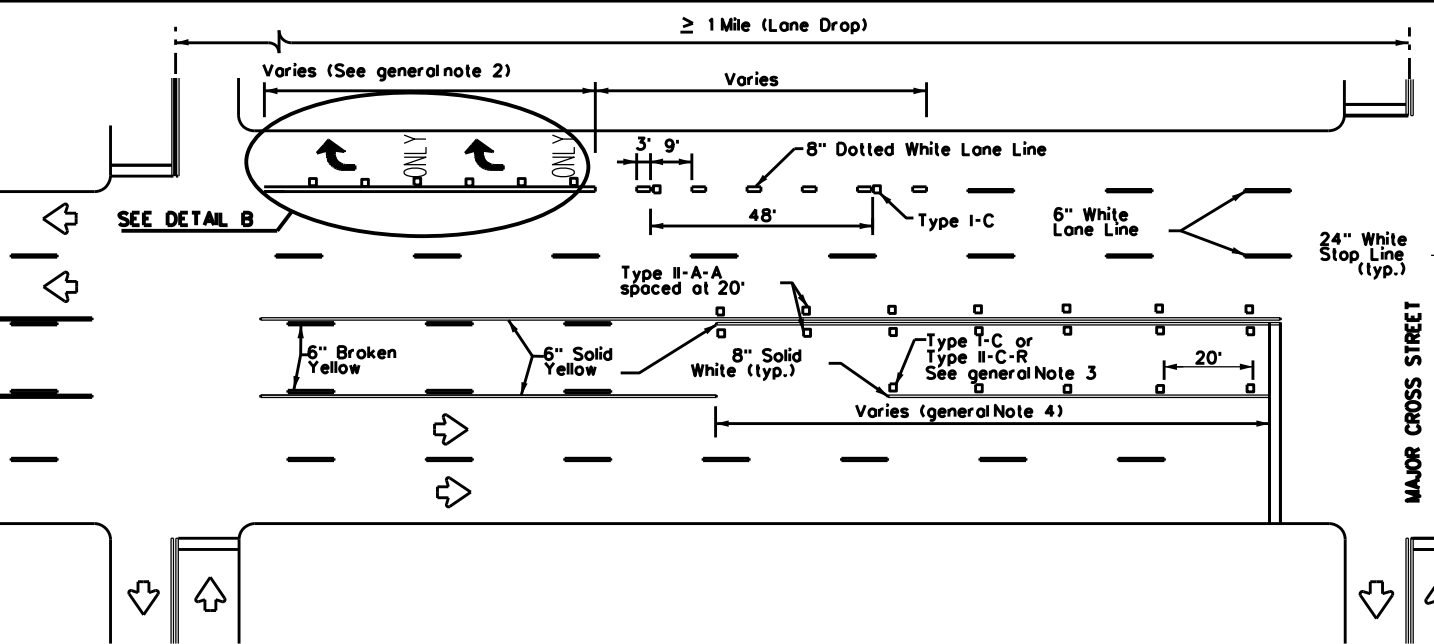 ≥ 1 Mile (Lane Drop)
Varies (See general note 2)
Varies
ONLY
ONLY
3'
9'
8" Dotted White Lane Line
SEE DETAIL B
48'
Type I-C
6" White
Lane Line
24" White
Stop Line
(typ.)
Type II-A-A
spaced at 20'
6" Broken
Yellow
6" Solid
Yellow
8" Solid
White (typ.)
Type I-C or
Type II-C-R
See general Note 3
20'
Varies (general Note 4)
MAJOR CROSS STREET